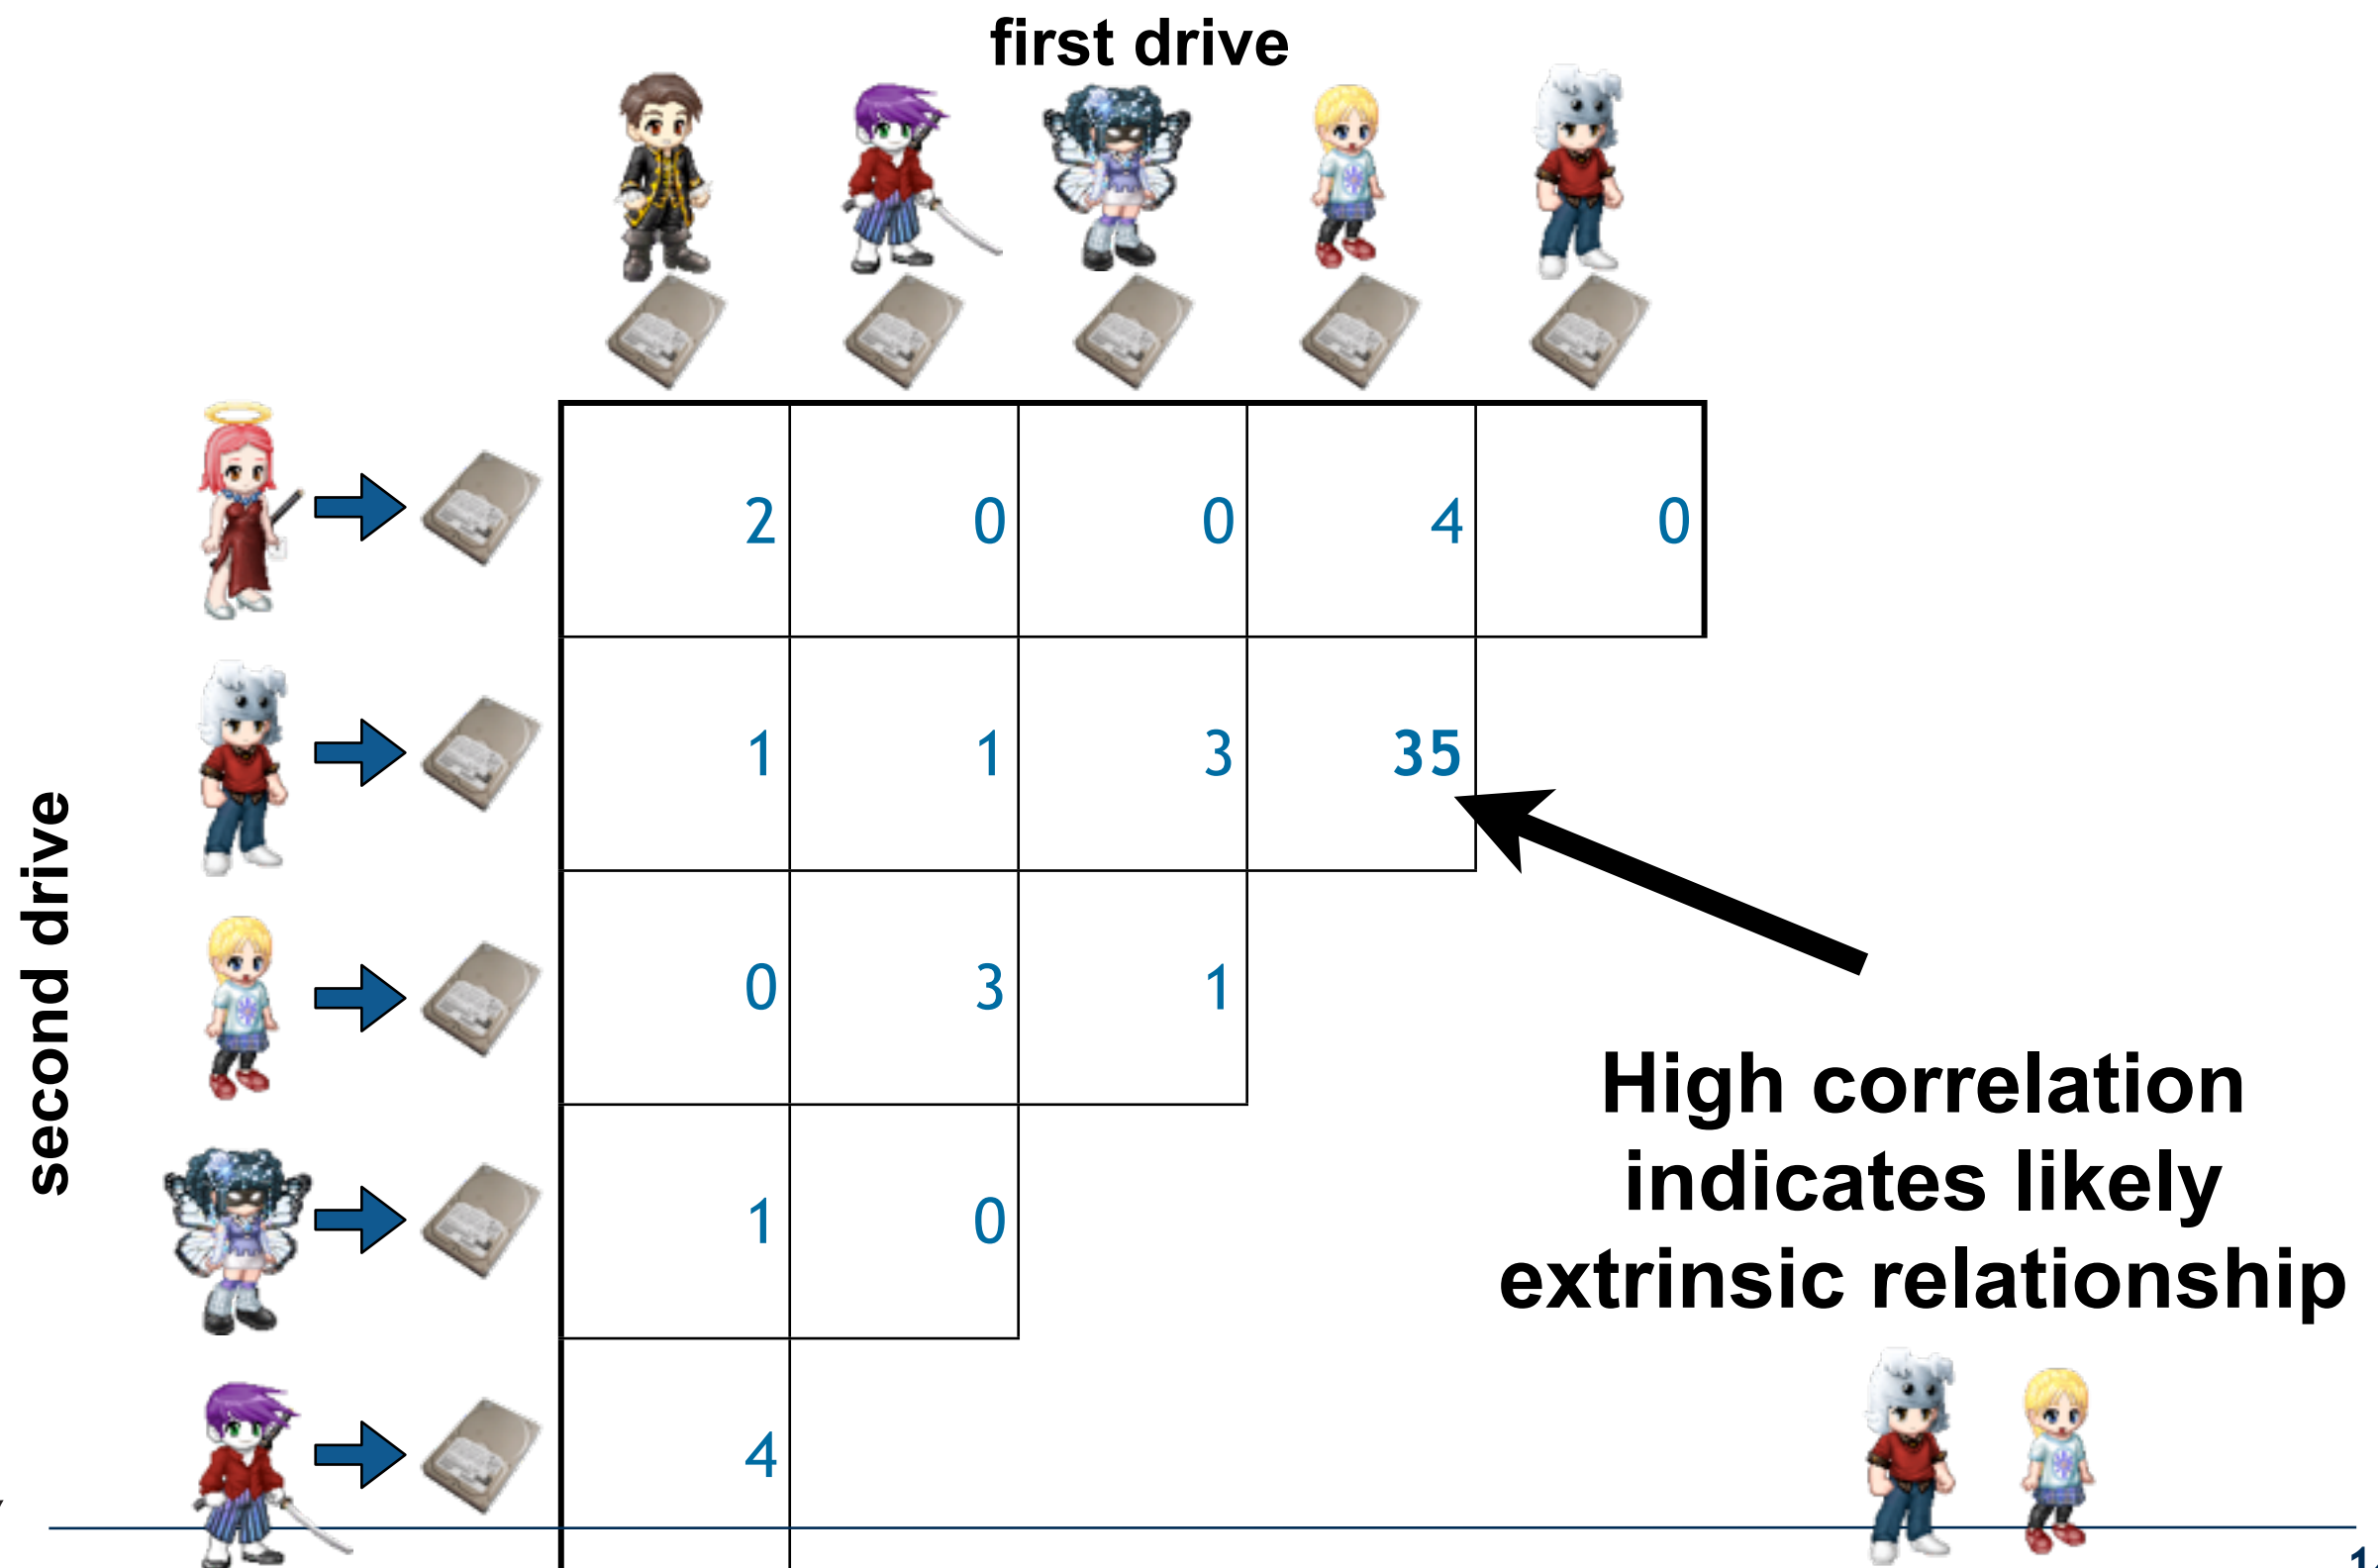 first drive
second drive
2 0 0 4 0
1 1 3 35
0 3 1
1 0
4
High correlation
indicates likely
extrinsic relationship